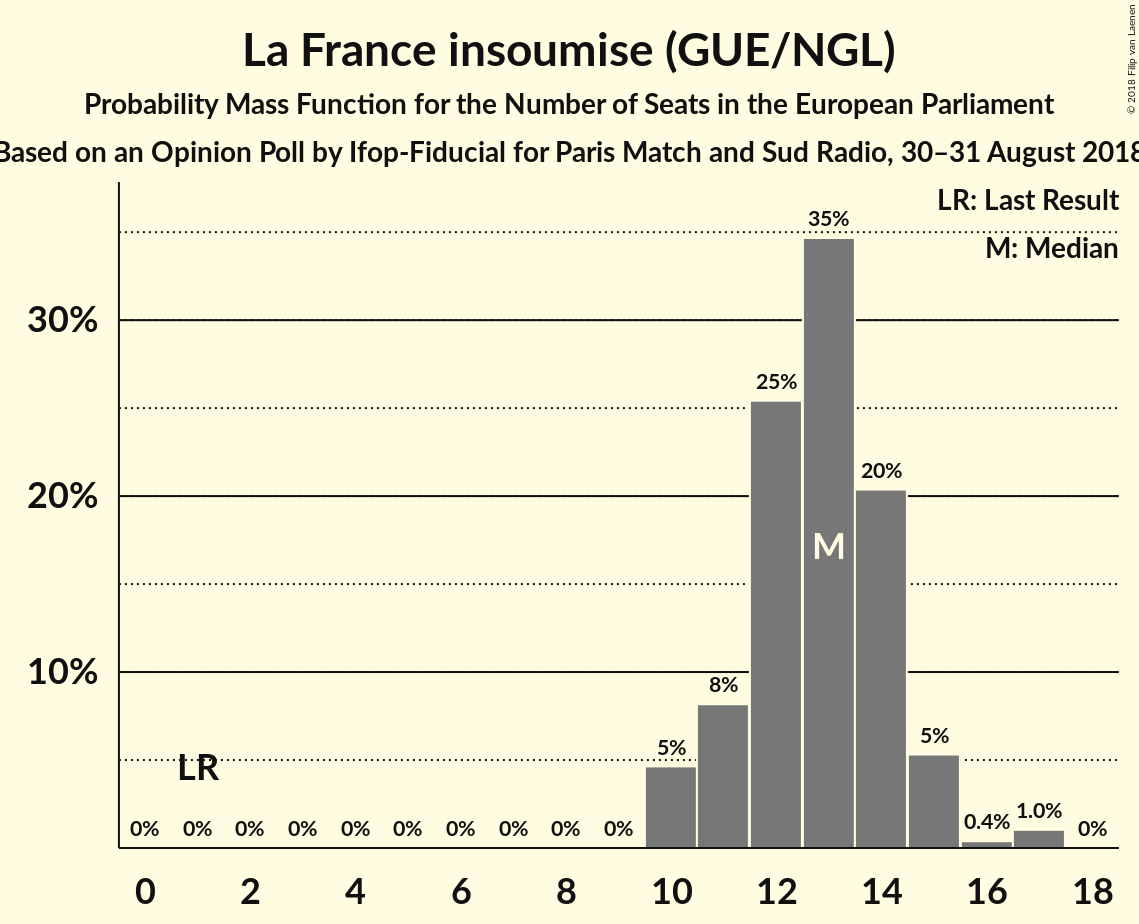 La France insoumise (GUE/NGL)
Probability Mass Function for the Number of Seats in the European Parliament
Based on an Opinion Poll by Ifop-Fiducial for Paris Match and Sud Radio, 30–31 August 2018
© 2018 Filip van Laenen
LR: Last Result
M: Median
35%
30%
25%
20%
20%
M
10%
8%
5%
5%
LR
0% 0% 0% 0% 0% 0% 0% 0% 0% 0% 0.4% 1.0% 0%
0 2 4 6 8 10 12 14 16 18